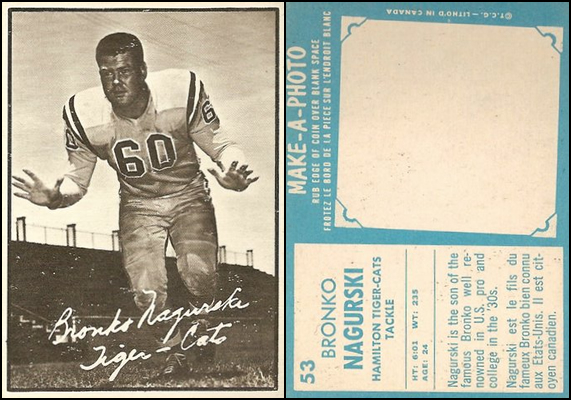 60
60
60
Bronko Nagurski
Tiger-Cats
©T.C.G.-LITHO'D IN CANADA
MAKE-A-PHOTO
RUB EDGE OF COIN OVER BLANK SPACE
FROTEZ LE BORD DE LA PIECE SUR L'ENDROIT BLANC
53
BRONKO
NAGURSKI
HAMILTON TIGER-CATS
TACKLE
HT: 6:01 WT: 235
AGE: 24
Nagurski is the son of the
famous Bronko well re-
nowned in U.S. pro and
college in the 30s.
Nagurski est le fils du
fameux Bronko bien connu
aux Etats-Unis. Il est cit-
oyen canadien.